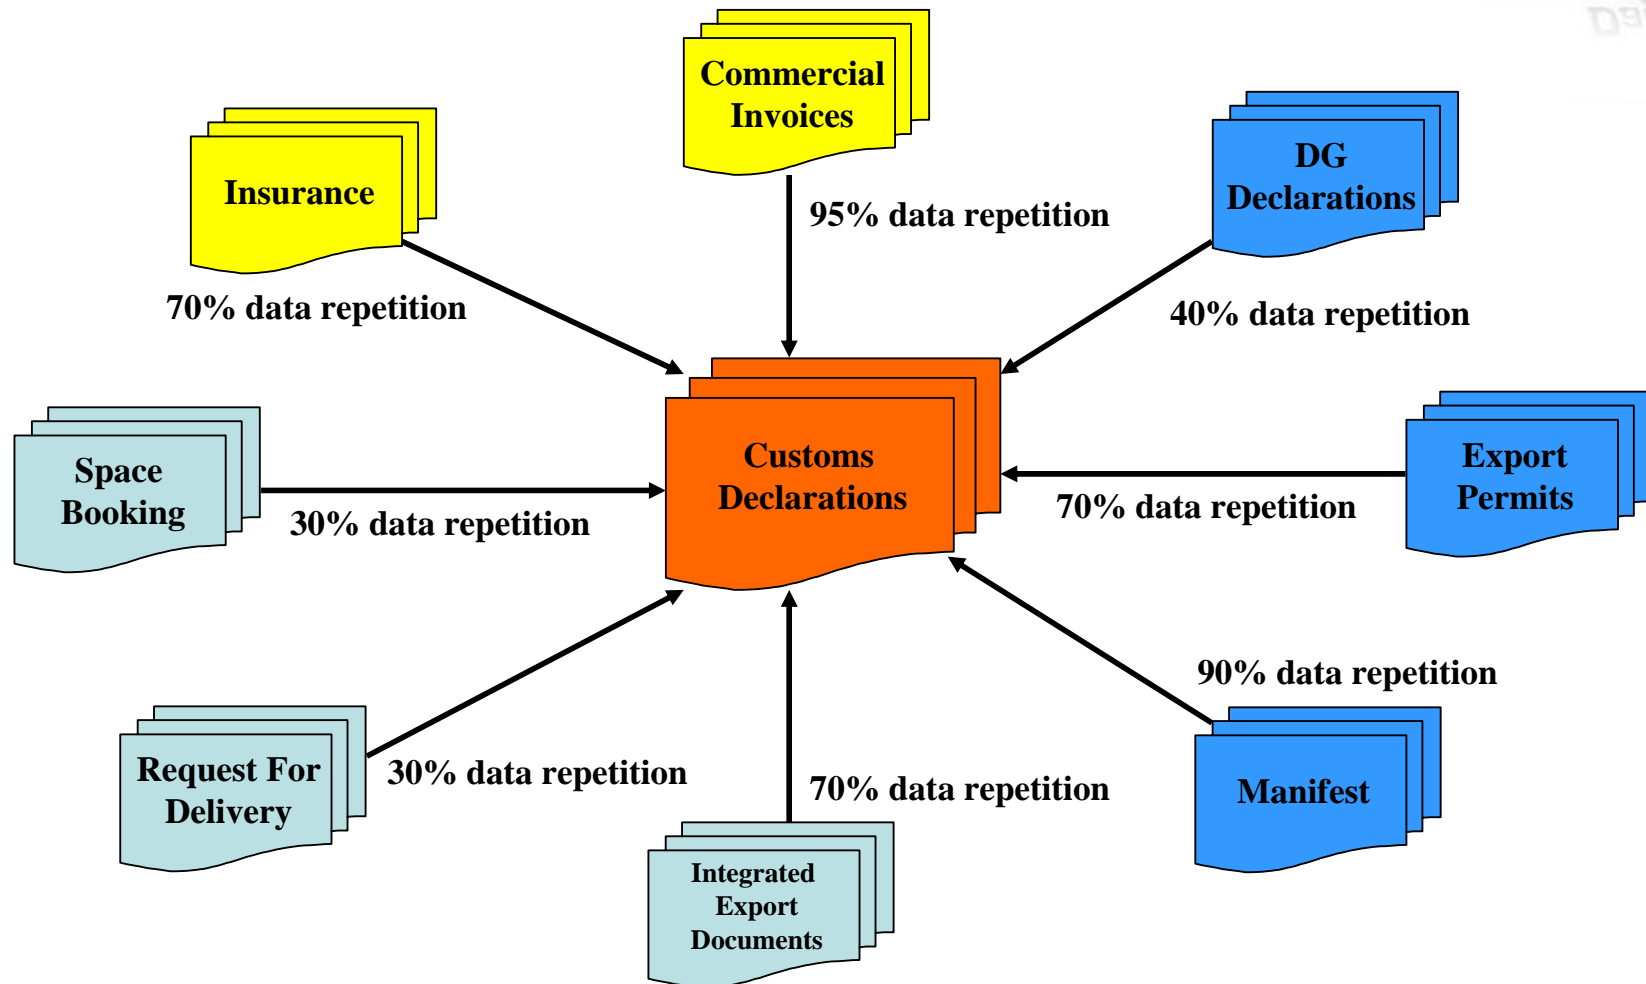 Commercial
Invoices
DG
Declarations
Insurance
95% data repetition
70% data repetition
40% data repetition
Space
Booking
Customs
Declarations
Export
Permits
30% data repetition
70% data repetition
90% data repetition
Request For
Delivery
30% data repetition
70% data repetition
Manifest
Integrated
Export
Documents